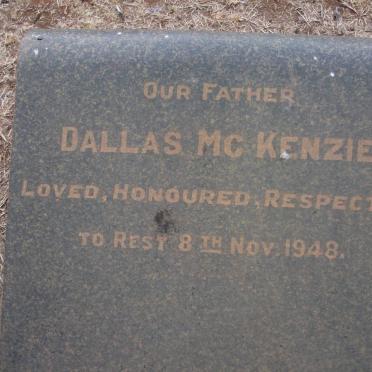 OUR FATHER
DALLAS MC KENZIE
LOVED, HONOURED, RESPECT
TO REST 8TH NOV. 1948.